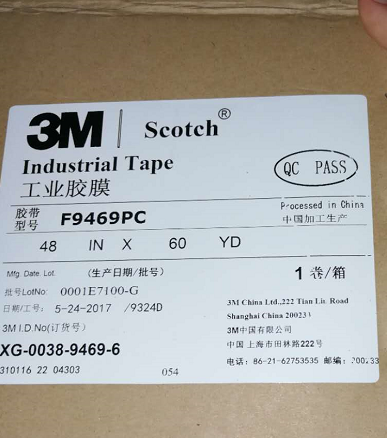 3M | Scotch®
Industrial Tape
工业胶膜
QC PASS
胶带型号 F9469PC
Processed in China
中国加工生产
48 IN X 60 YD
Mfg. Date. Lot. (生产日期/批号)
1 卷/箱
批号LotNo: 0001E7100-G
日期/工号: 5-24-2017 /9324D
3M China Ltd.,222 Tian Lin Road
Shanghai China
3M I.D.No(订货号)
3M中国有限公司
XG-0038-9469-6
中国 上海市田林路222号
310116 22 04303
054
电话: 86-21-62753535 邮编: